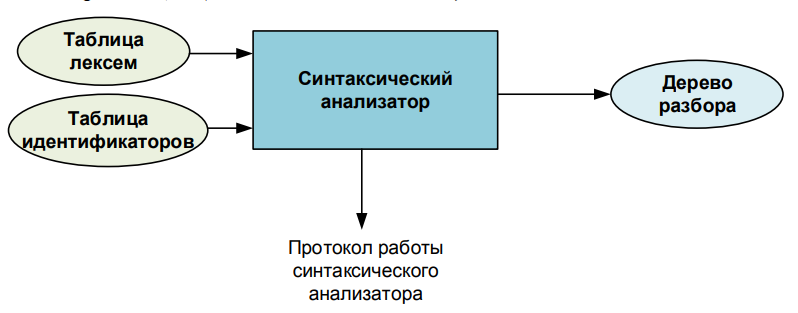 Таблица
лексем
Таблица
идентификаторов
Синтаксический
анализатор
Дерево
разбора
Протокол работы
синтаксического
анализатора